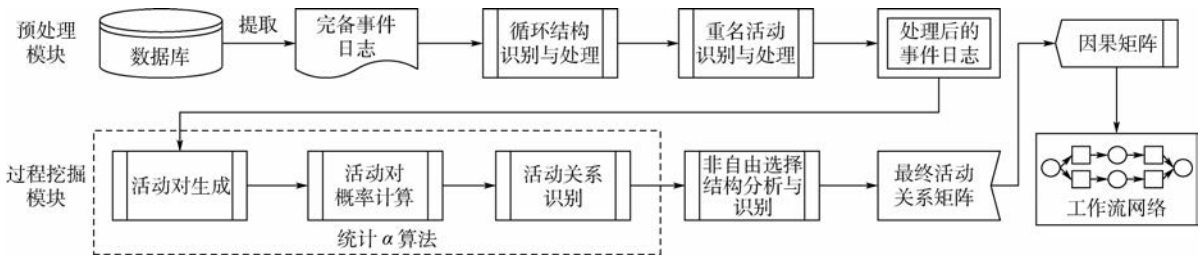 预处理
模块
数据库
提取
完备事件
日志
循环结构
识别与处理
重名活动
识别与处理
处理后的
事件日志
因果矩阵
过程挖掘
模块
活动对生成
活动对
概率计算
活动关系
识别
非自由选择
结构分析与
识别
最终活动
关系矩阵
工作流网络
统计 α 算法